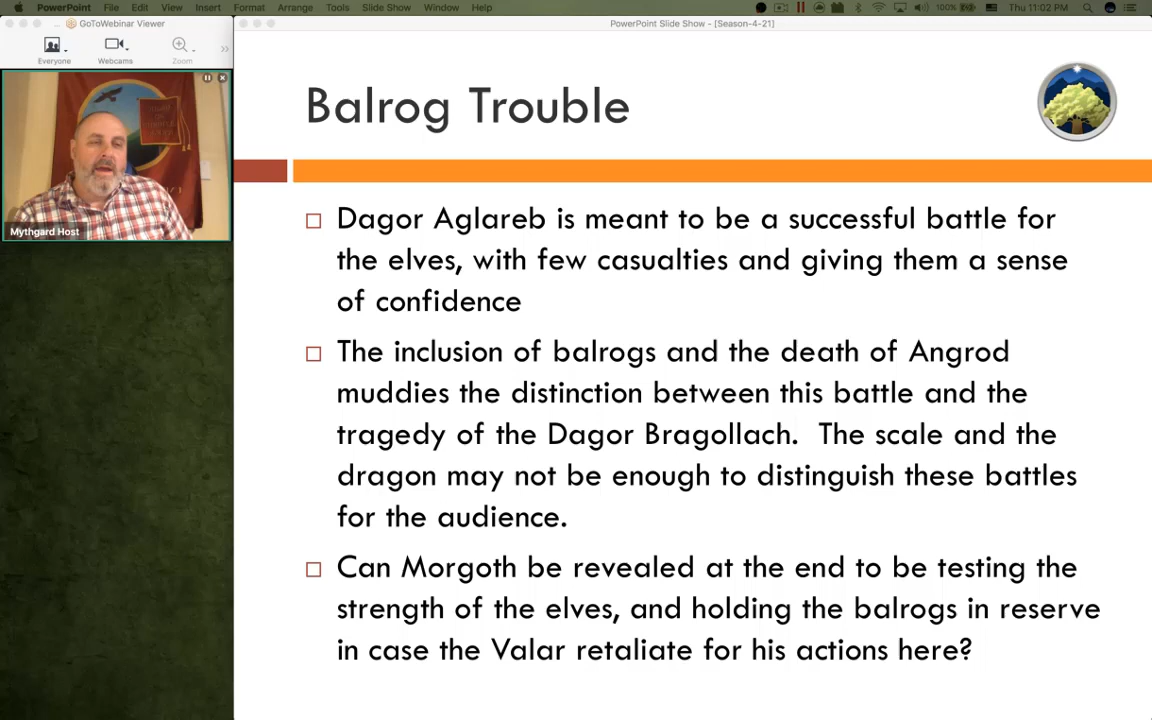 PowerPoint File Edit View Insert Format Arrange Tools Slide Show Window Help 100% Thu 11:02 PM
GoToWebinar Viewer
PowerPoint Slide Show - [Season-4-21]
Everyone Webcams Zoom
Mythgard Host
Balrog Trouble
Dagor Aglareb is meant to be a successful battle for
the elves, with few casualties and giving them a sense
of confidence
The inclusion of balrogs and the death of Angrod
muddies the distinction between this battle and the
tragedy of the Dagor Bragollach. The scale and the
dragon may not be enough to distinguish these battles
for the audience.
Can Morgoth be revealed at the end to be testing the
strength of the elves, and holding the balrogs in reserve
in case the Valar retaliate for his actions here?